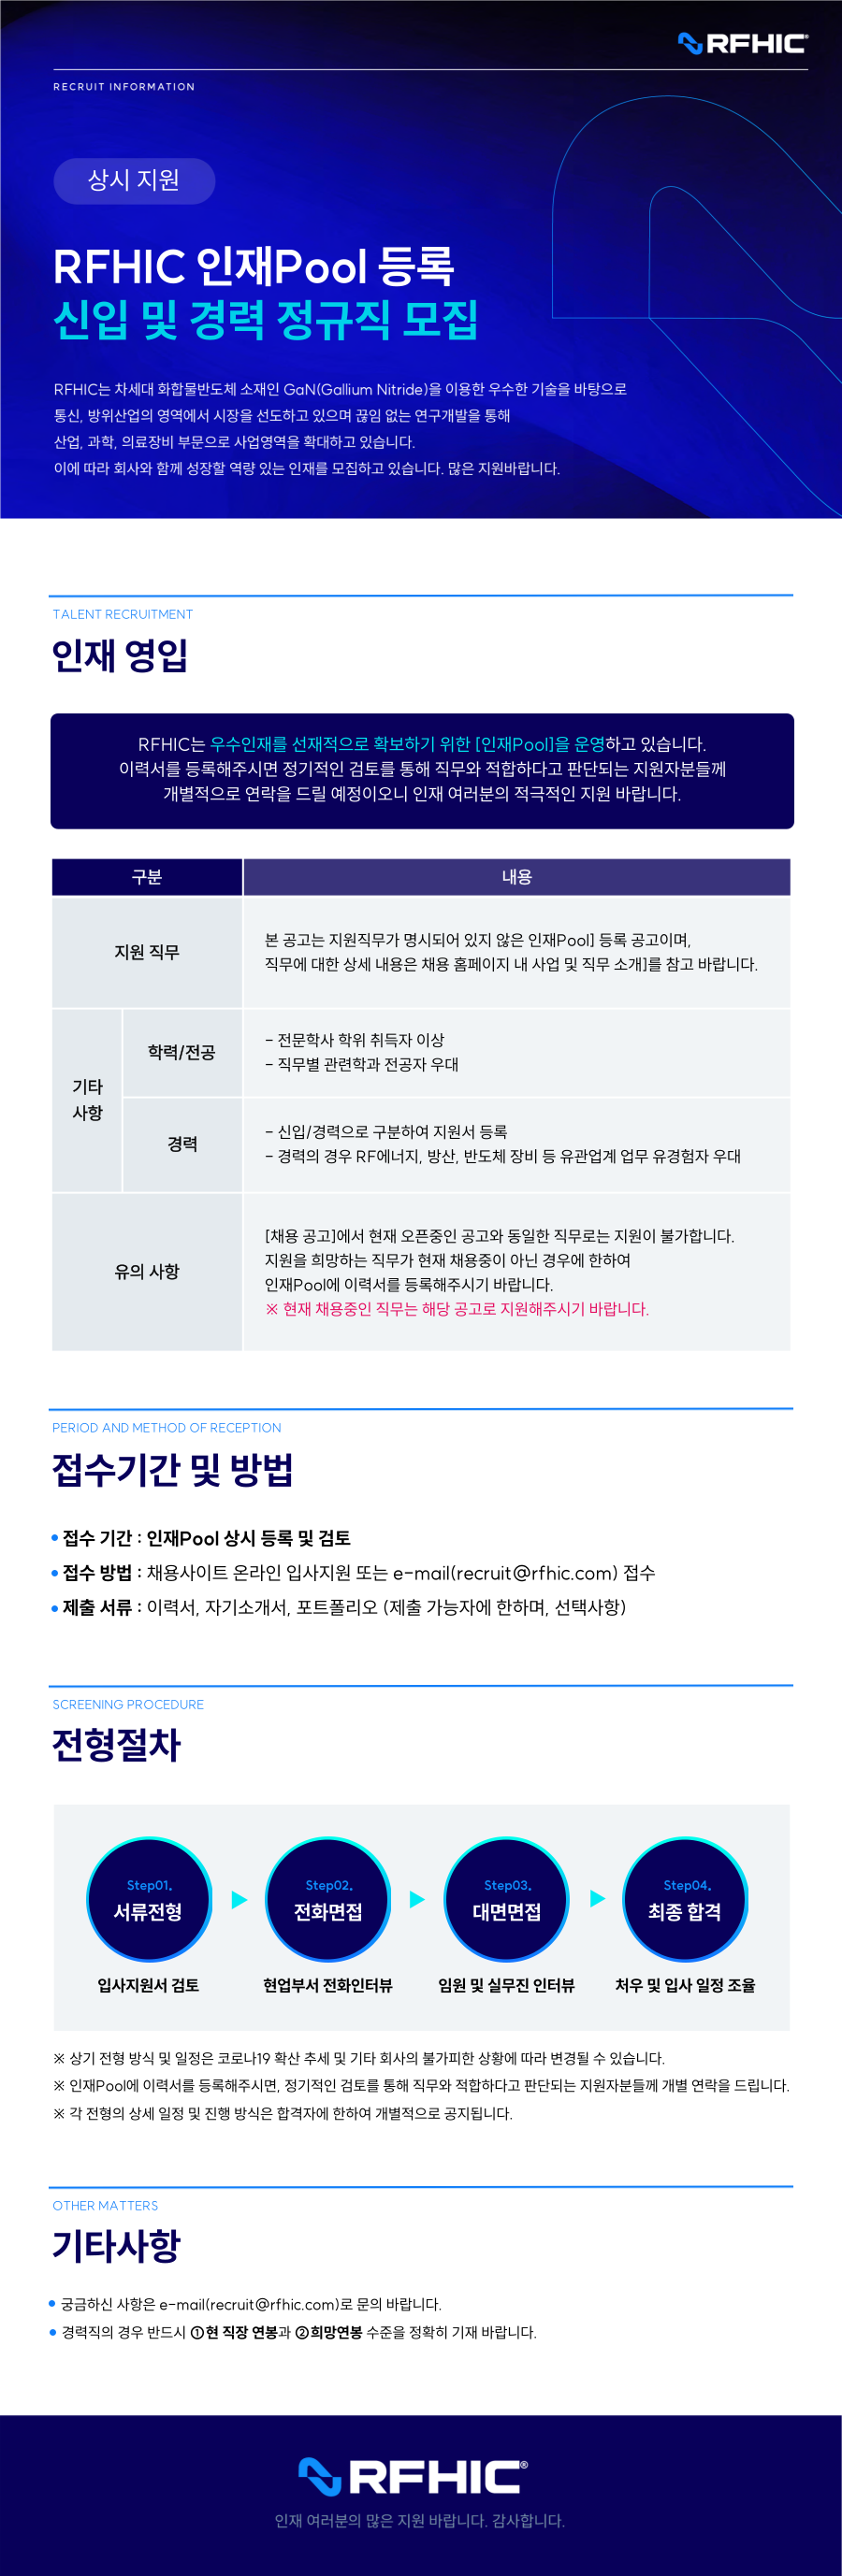 RFHIC®
RECRUIT INFORMATION
상시 지원
RFHIC 인재Pool 등록
신입 및 경력 정규직 모집
RFHIC는 차세대 화합물반도체 소재인 GaN(Gallium Nitride)을 이용한 우수한 기술을 바탕으로
통신, 방위산업의 영역에서 시장을 선도하고 있으며 끊임 없는 연구개발을 통해
산업, 과학, 의료장비 부문으로 사업영역을 확대하고 있습니다.
이에 따라 회사와 함께 성장할 역량 있는 인재를 모집하고 있습니다. 많은 지원바랍니다.
TALENT RECRUITMENT
인재 영입
RFHIC는 우수인재를 선재적으로 확보하기 위한 [인재Pool]을 운영하고 있습니다.
이력서를 등록해주시면 정기적인 검토를 통해 직무와 적합하다고 판단되는 지원자분들께
개별적으로 연락을 드릴 예정이오니 인재 여러분의 적극적인 지원 바랍니다.
구분
내용
지원 직무
본 공고는 지원직무가 명시되어 있지 않은 인재Pool] 등록 공고이며,
직무에 대한 상세 내용은 채용 홈페이지 내 사업 및 직무 소개]를 참고 바랍니다.
기타
사항
학력/전공
- 전문학사 학위 취득자 이상
- 직무별 관련학과 전공자 우대
경력
- 신입/경력으로 구분하여 지원서 등록
- 경력의 경우 RF에너지, 방산, 반도체 장비 등 유관업계 업무 유경험자 우대
유의 사항
[채용 공고]에서 현재 오픈중인 공고와 동일한 직무로는 지원이 불가합니다.
지원을 희망하는 직무가 현재 채용중이 아닌 경우에 한하여
인재Pool에 이력서를 등록해주시기 바랍니다.
※ 현재 채용중인 직무는 해당 공고로 지원해주시기 바랍니다.
PERIOD AND METHOD OF RECEPTION
접수기간 및 방법
• 접수 기간 : 인재Pool 상시 등록 및 검토
• 접수 방법 : 채용사이트 온라인 입사지원 또는 e-mail(recruit@rfhic.com) 접수
• 제출 서류 : 이력서, 자기소개서, 포트폴리오 (제출 가능자에 한하며, 선택사항)
SCREENING PROCEDURE
전형절차
Step01.
서류전형
입사지원서 검토
Step02.
전화면접
현업부서 전화인터뷰
Step03.
대면면접
임원 및 실무진 인터뷰
Step04.
최종 합격
처우 및 입사 일정 조율
※ 상기 전형 방식 및 일정은 코로나19 확산 추세 및 기타 회사의 불가피한 상황에 따라 변경될 수 있습니다.
※ 인재Pool에 이력서를 등록해주시면, 정기적인 검토를 통해 직무와 적합하다고 판단되는 지원자분들께 개별 연락을 드립니다.
※ 각 전형의 상세 일정 및 진행 방식은 합격자에 한하여 개별적으로 공지됩니다.
OTHER MATTERS
기타사항
• 궁금하신 사항은 e-mail(recruit@rfhic.com)로 문의 바랍니다.
• 경력직의 경우 반드시 ①현 직장 연봉과 ②희망연봉 수준을 정확히 기재 바랍니다.
RFHIC®
인재 여러분의 많은 지원 바랍니다. 감사합니다.